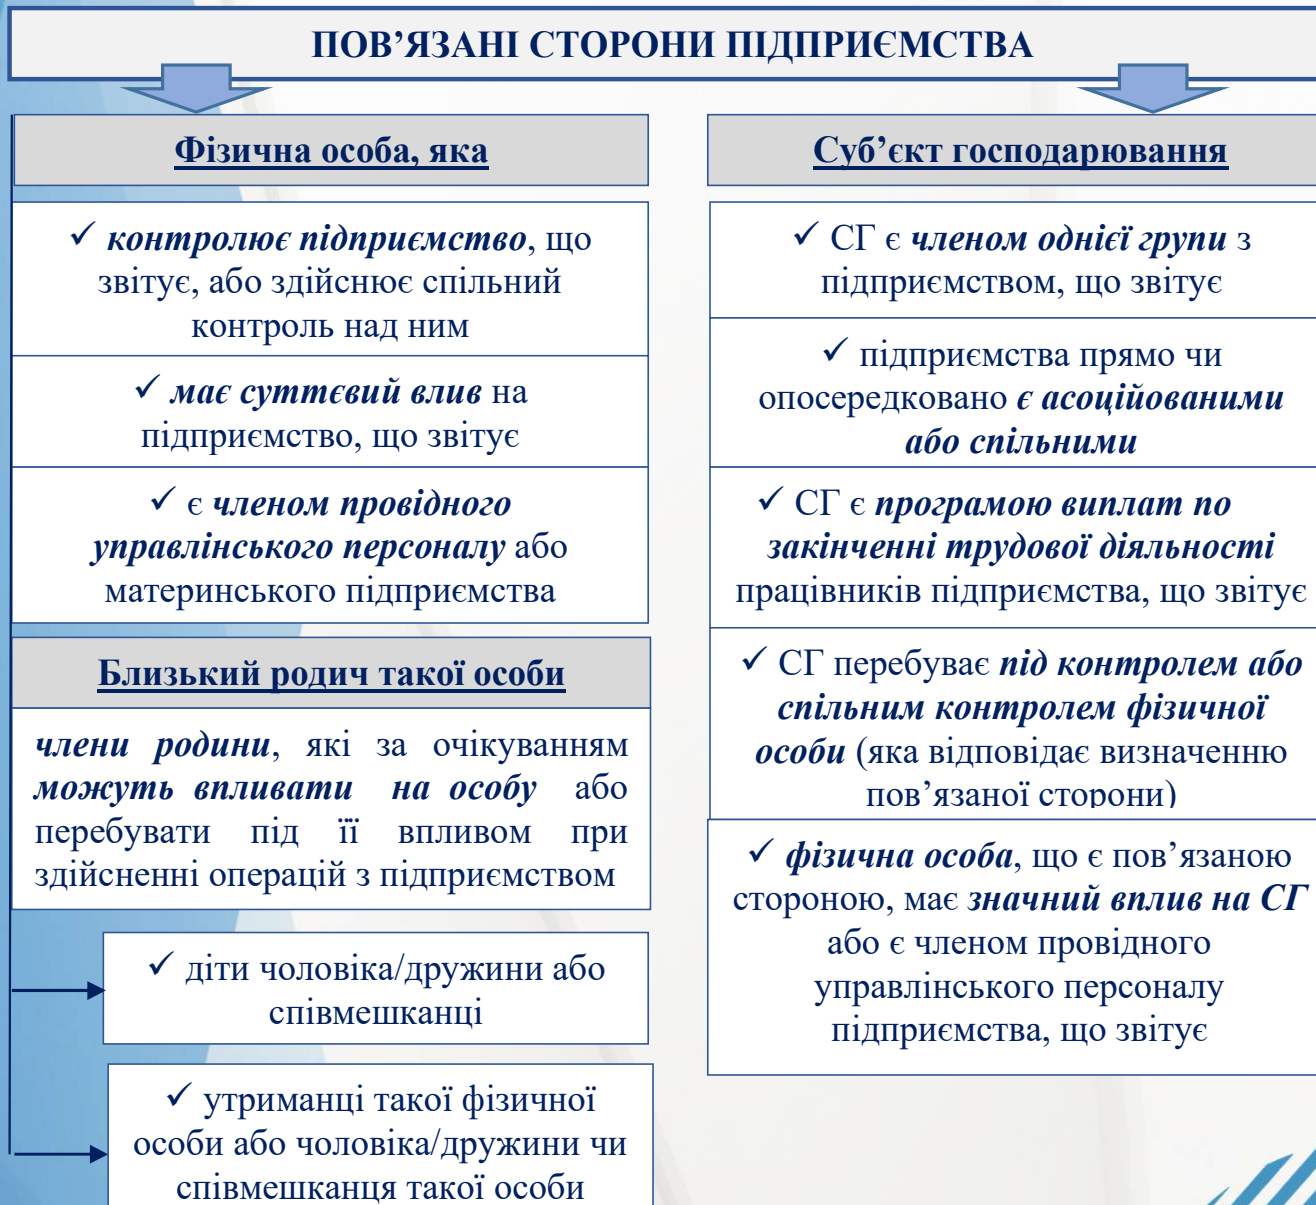 ПОВ’ЯЗАНІ СТОРОНИ ПІДПРИЄМСТВА
Фізична особа, яка
✓ контролює підприємство, що
звітує, або здійснює спільний
контроль над ним
✓ має суттєвий влив на
підприємство, що звітує
✓ є членом провідного
управлінського персоналу або
материнського підприємства
Близький родич такої особи
члени родини, які за очікуванням
можуть впливати на особу або
перебувати під її впливом при
здійсненні операцій з підприємством
✓ діти чоловіка/дружини або
співмешканці
✓ утриманці такої фізичної
особи або чоловіка/дружини чи
співмешканця такої особи
Суб’єкт господарювання
✓ СГ є членом однієї групи з
підприємством, що звітує
✓ підприємства прямо чи
опосередковано є асоційованими
або спільними
✓ СГ є програмою виплат по
закінченні трудової діяльності
працівників підприємства, що звітує
✓ СГ перебуває під контролем або
спільним контролем фізичної
особи (яка відповідає визначенню
пов’язаної сторони)
✓ фізична особа, що є пов’язаною
стороною, має значний вплив на СГ
або є членом провідного
управлінського персоналу
підприємства, що звітує